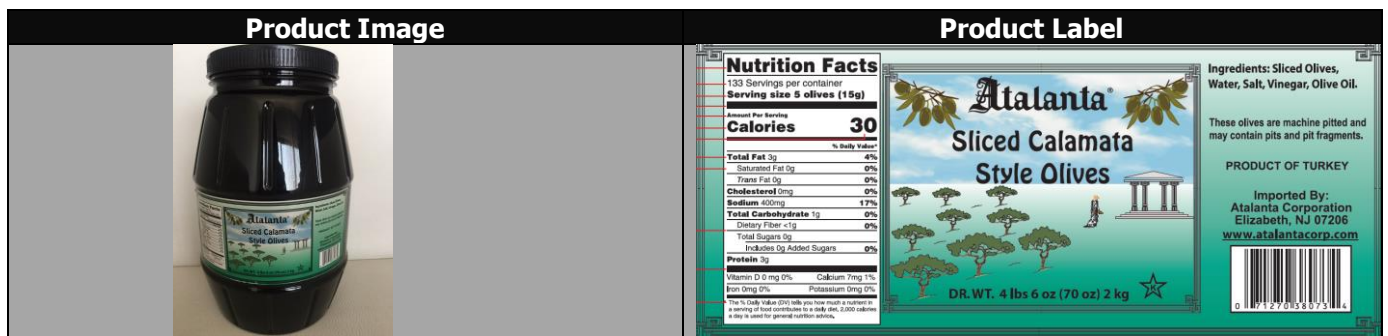 Product Image
Product Label
Atalanta®
Sliced Calamata
Style Olives
Nutrition Facts
133 Servings per container
Serving size 5 olives (15g)
Amount Per Serving
Calories 30
% Daily Value*
Total Fat 3g 4%
Saturated Fat 0g 0%
Trans Fat 0g 0%
Cholesterol 0mg 0%
Sodium 400mg 17%
Total Carbohydrate 1g 0%
Dietary Fiber <1g 0%
Total Sugars 0g
Includes 0g Added Sugars 0%
Protein 3g
Vitamin D 0 mg 0% Calcium 7mg 1%
Iron 0mg 0% Potassium 0mg 0%
*The % Daily Value (DV) tells you how much a nutrient in
a serving of food contributes to a daily diet. 2,000 calories
a day is used for general nutrition advice.
Atalanta®
Sliced Calamata
Style Olives
DR. WT. 4 lbs 6 oz (70 oz) 2 kg
K
Ingredients: Sliced Olives,
Water, Salt, Vinegar, Olive Oil.
These olives are machine pitted and
may contain pits and pit fragments.
PRODUCT OF TURKEY
Imported By:
Atalanta Corporation
Elizabeth, NJ 07206
www.atalantacorp.com
0 71270 38073 4